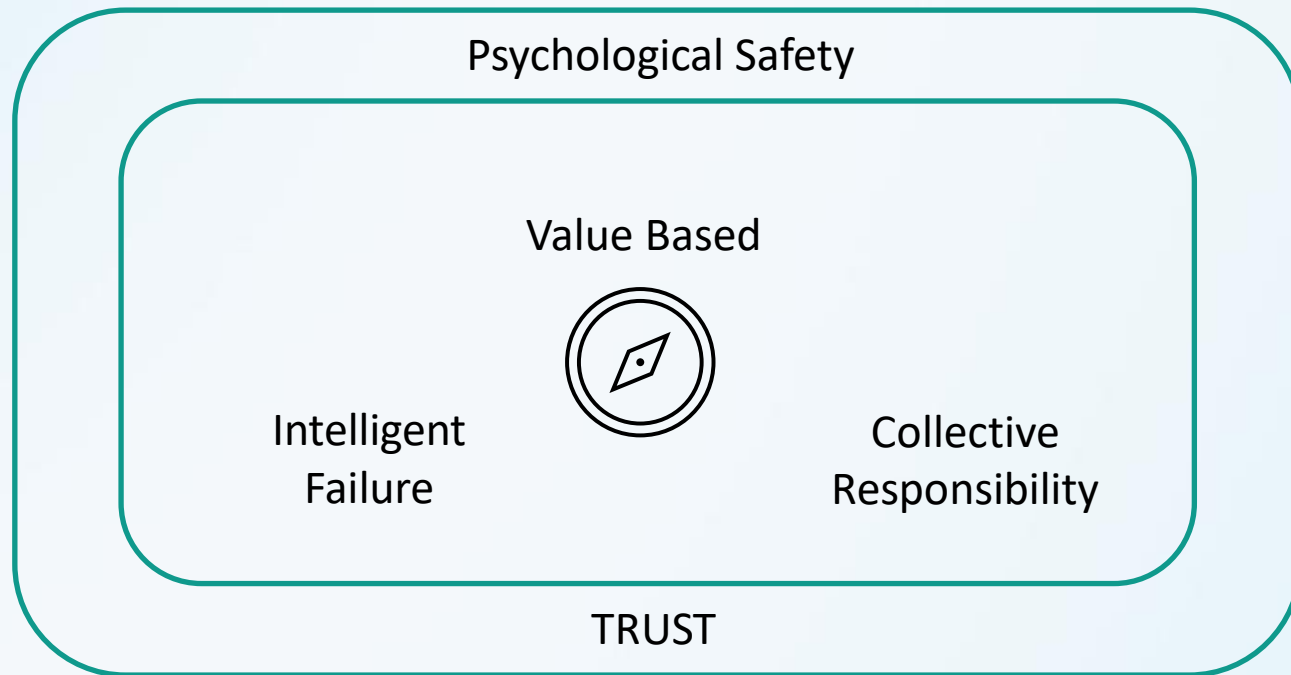 Psychological Safety
Value Based
Intelligent
Failure
Collective
Responsibility
TRUST